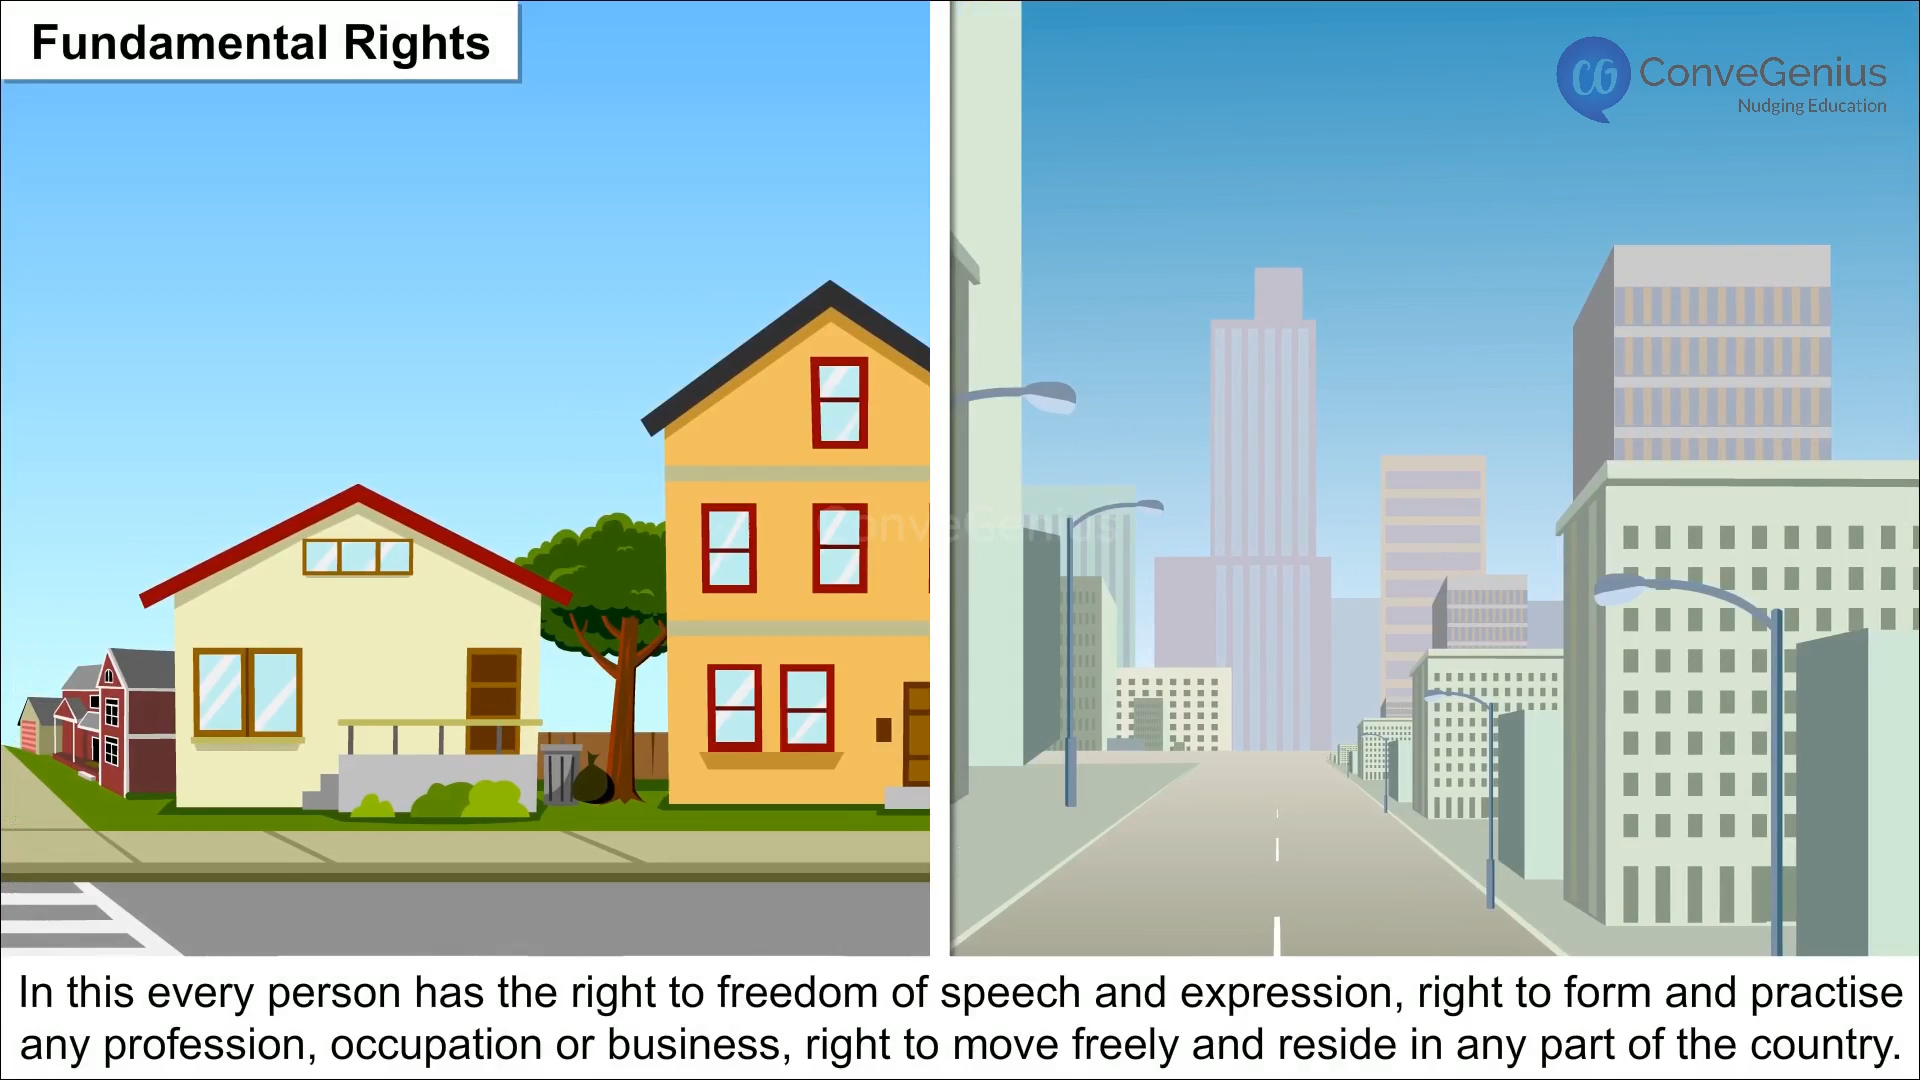 Fundamental Rights
CG ConveGenius
Nudging Education
ConveGenius
In this every person has the right to freedom of speech and expression, right to form and practise
any profession, occupation or business, right to move freely and reside in any part of the country.